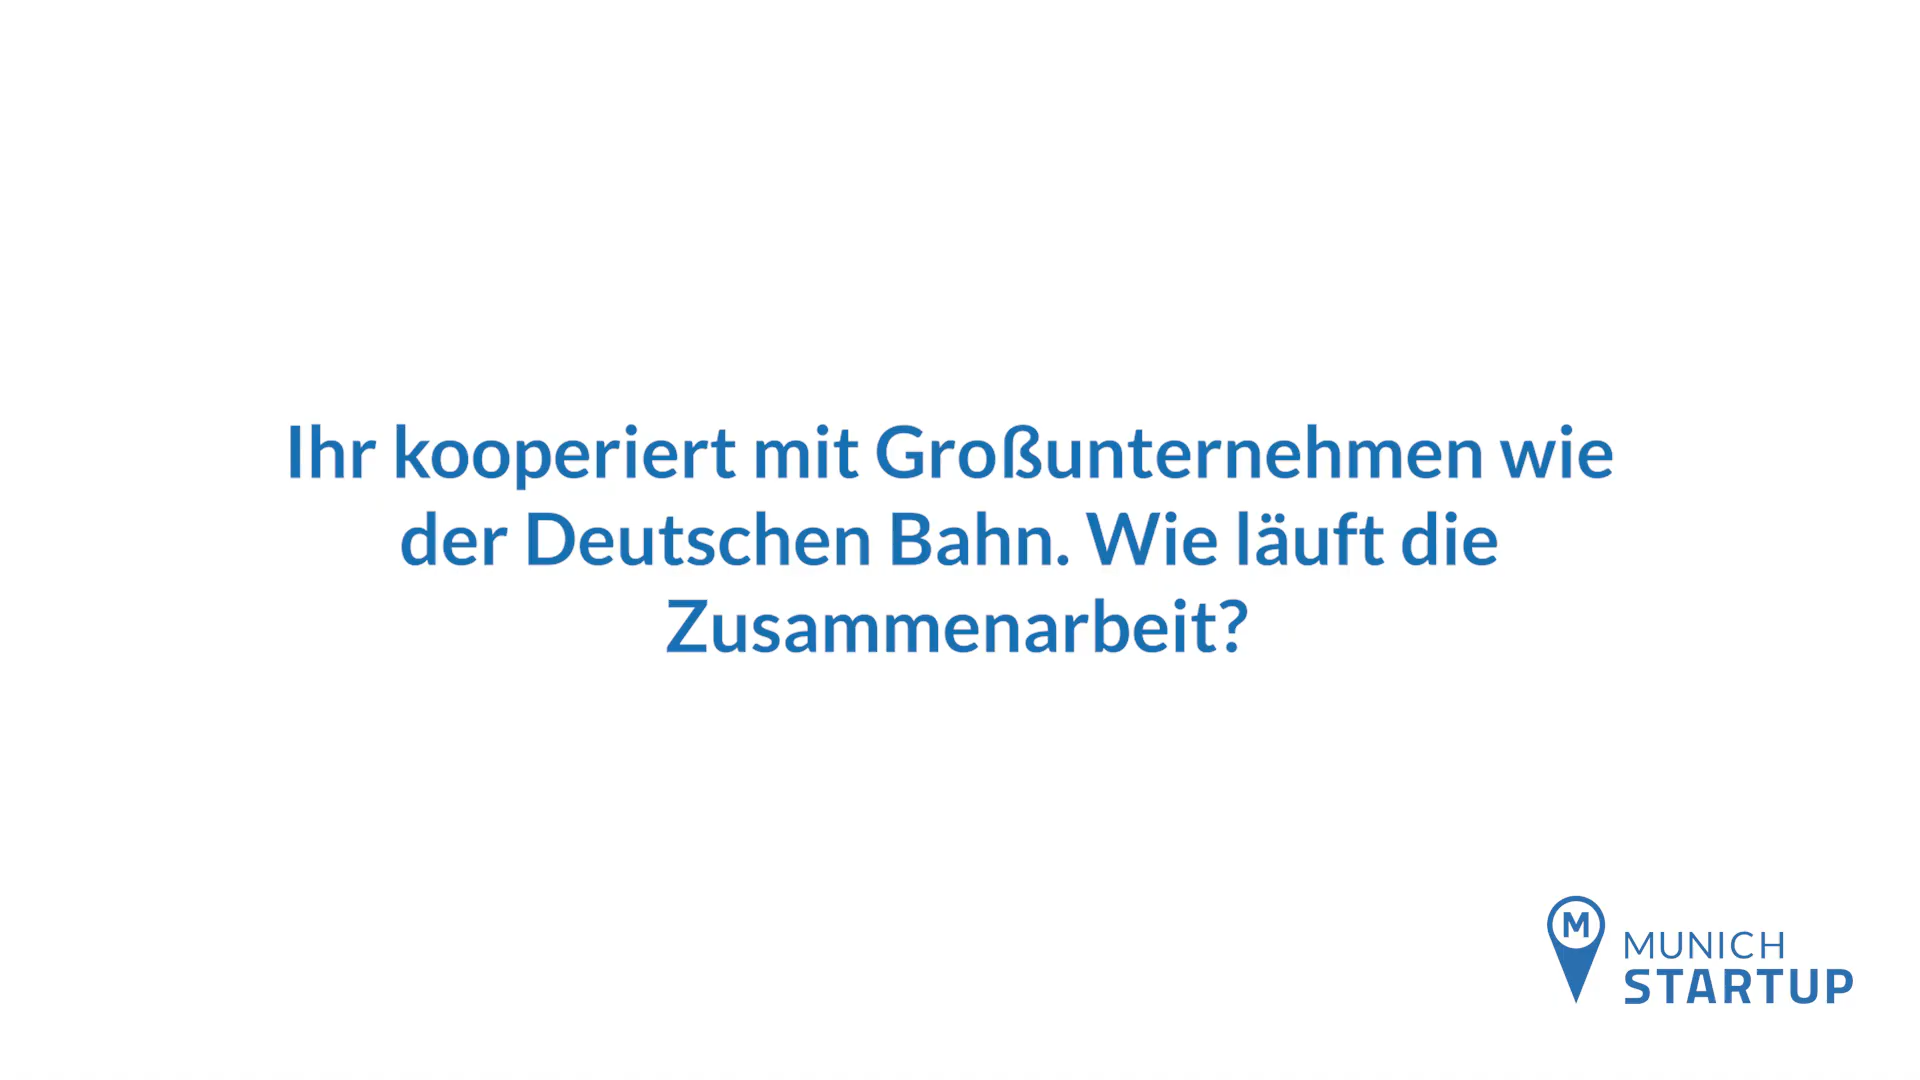 Ihr kooperiert mit Großunternehmen wie
der Deutschen Bahn. Wie läuft die
Zusammenarbeit?
M
MUNICH
STARTUP